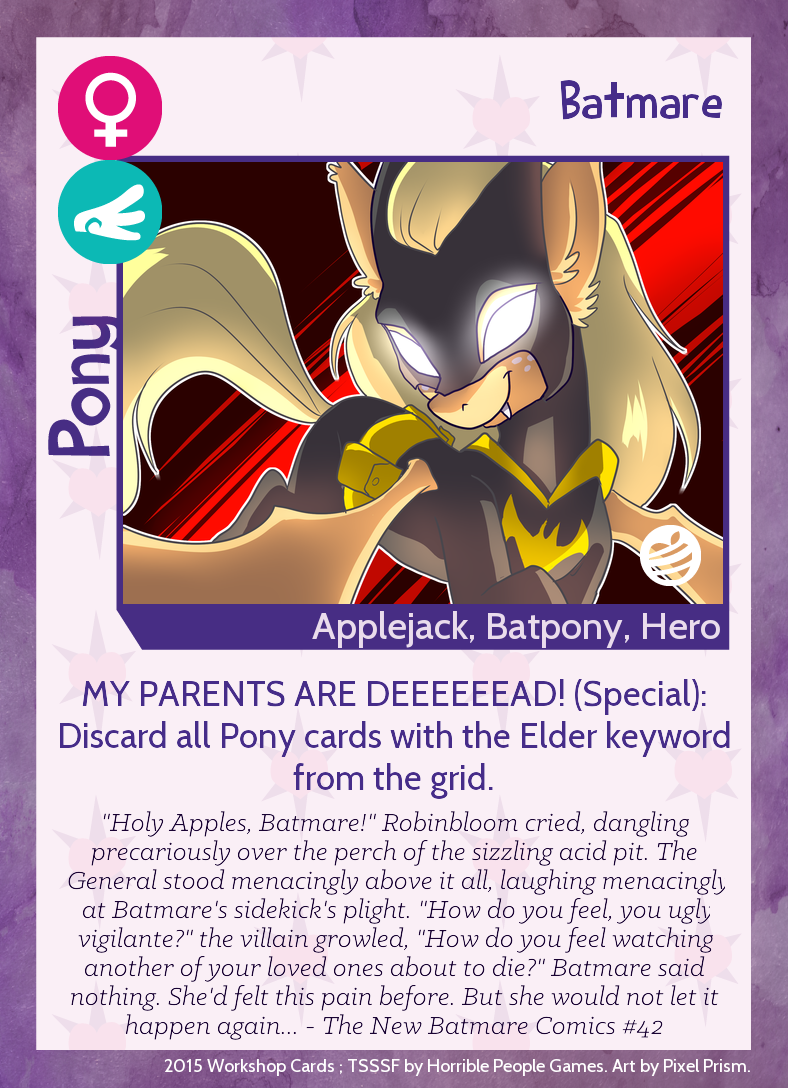 Batmare
Pony
Applejack, Batpony, Hero
MY PARENTS ARE DEEEEEEAD! (Special):
Discard all Pony cards with the Elder keyword
from the grid.
"Holy Apples, Batmare!" Robinbloom cried, dangling
precariously over the perch of the sizzling acid pit. The
General stood menacingly above it all, laughing menacingly
at Batmare's sidekick's plight. "How do you feel, you ugly
vigilante?" the villain growled, "How do you feel watching
another of your loved ones about to die?" Batmare said
nothing. She'd felt this pain before. But she would not let it
happen again... - The New Batmare Comics #42
2015 Workshop Cards ; TSSSF by Horrible People Games. Art by Pixel Prism.